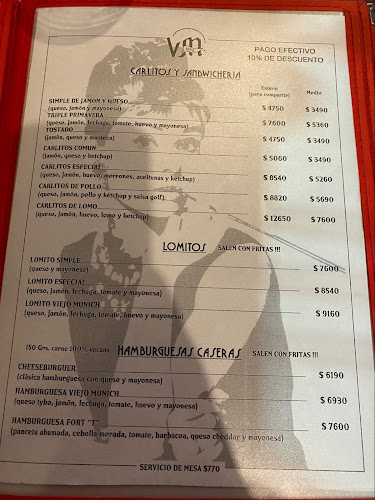 VJM
PAGO EFECTIVO
10% DE DESCUENTO
CARLITOS Y SANDWICHERIA
Entero (para compartir) Medio
SIMPLE DE JAMON Y QUESO $ 4750 $ 3490
(queso, jamón y mayonesa)
TRIPLE PRIMAVERA $ 7600 $ 5360
(queso, jamón, lechuga, tomate, huevo y mayonesa)
TOSTADO $ 4750 $ 3490
(jamón, queso y manteca)
CARLITOS COMUN $ 5060 $ 3490
(jamón, queso y ketchup)
CARLITOS ESPECIAL $ 8540 $ 5260
(queso, jamón, huevo, morrones, aceitunas y ketchup)
CARLITOS DE POLLO $ 8820 $ 5690
(queso, jamón, pollo y ketchup y salsa golf)
CARLITOS DE LOMO $ 12650 $ 7600
(queso, jamón, huevo, lomo y ketchup)
LOMITOS SALEN CON FRITAS !!!
LOMITO SIMPLE $ 7600
(queso y mayonesa)
LOMITO ESPECIAL $ 8540
(queso, jamón, lechuga, tomate y mayonesa)
LOMITO VIEJO MUNICH $ 9160
(queso, jamón, lechuga, tomate, huevo y mayonesa)
150 Grs. carne 100% vacuna HAMBURGUESAS CASERAS SALEN CON FRITAS !!!
CHEESEBURGUER $ 6190
(clásica hamburguesa con queso y mayonesa)
HAMBURGUESA VIEJO MUNICH $ 6930
(queso tybo, jamón, lechuga, tomate, huevo y mayonesa)
HAMBURGUESA FORT "T" $ 7600
(panceta ahumada, cebolla morada, tomate, barbacoa, queso cheddar y mayonesa)
SERVICIO DE MESA $770